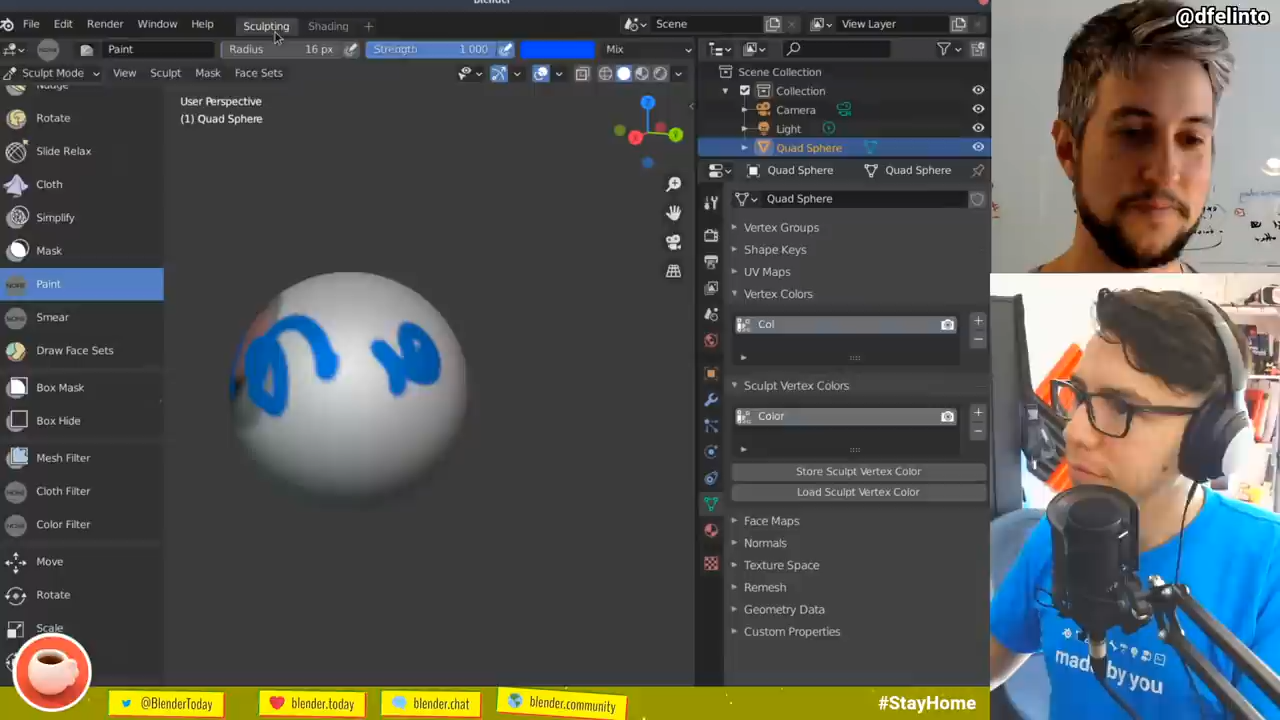 Blender
File Edit Render Window Help Sculpting Shading + Scene View Layer
Paint Radius 16 px Strength 1.000 Mix
Sculpt Mode View Sculpt Mask Face Sets
Nudge
Rotate
Slide Relax
Cloth
Simplify
Mask
Paint
Smear
Draw Face Sets
Box Mask
Box Hide
Mesh Filter
Cloth Filter
Color Filter
Move
Rotate
Scale
User Perspective
(1) Quad Sphere
Scene Collection
Collection
Camera
Light
Quad Sphere
Quad Sphere Quad Sphere
Quad Sphere
Vertex Groups
Shape Keys
UV Maps
Vertex Colors
Col
Sculpt Vertex Colors
Color
Store Sculpt Vertex Color
Load Sculpt Vertex Color
Face Maps
Normals
Texture Space
Remesh
Geometry Data
Custom Properties
@dfelinto
made by you
@BlenderToday blender.today blender.chat blender.community #StayHome